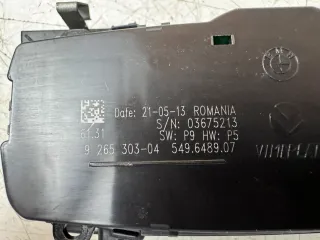 BMW
Date: 21-05-13 ROMANIA
S/N: 03675213
61.31 SW: P9 HW: P5
9 265 303-04 549.6489.07